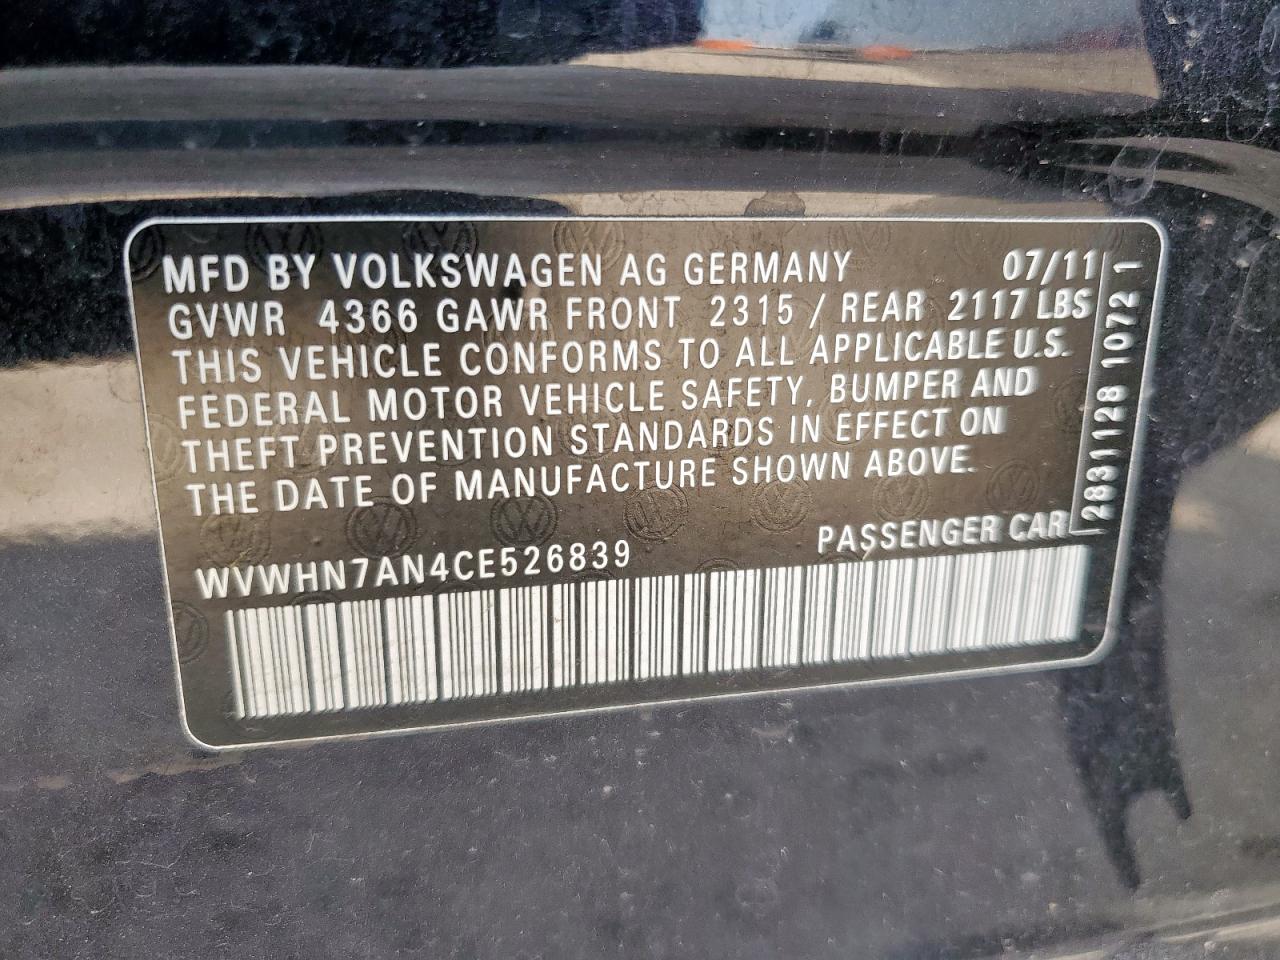 MFD BY VOLKSWAGEN AG GERMANY 07/11
GVWR 4366 GAWR FRONT 2315 / REAR 2117 LBS
THIS VEHICLE CONFORMS TO ALL APPLICABLE U.S.
FEDERAL MOTOR VEHICLE SAFETY, BUMPER AND
THEFT PREVENTION STANDARDS IN EFFECT ON
THE DATE OF MANUFACTURE SHOWN ABOVE.
PASSENGER CAR
WVWHN7AN4CE526839
2831128 1072 1